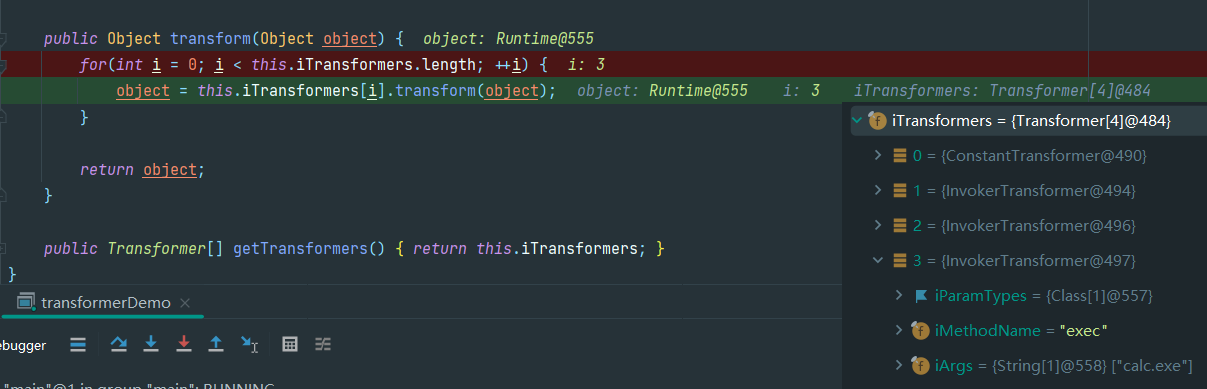 public Object transform(Object object) { object: Runtime@555
for(int i = 0; i < this.iTransformers.length; ++i) { i: 3
object = this.iTransformers[i].transform(object); object: Runtime@555 i: 3 iTransformers: Transformer[4]@484
}
return object;
}
public Transformer[] getTransformers() { return this.iTransformers; }
}
iTransformers = {Transformer[4]@484}
0 = {ConstantTransformer@490}
1 = {InvokerTransformer@494}
2 = {InvokerTransformer@496}
3 = {InvokerTransformer@497}
iParamTypes = {Class[1]@557}
iMethodName = "exec"
iArgs = {String[1]@558} ["calc.exe"]
transformerDemo
ebugger
"main"@1 in group "main": RUNNING